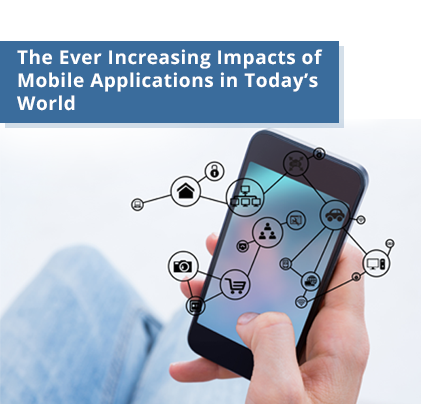 The Ever Increasing Impacts of
Mobile Applications in Today’s
World